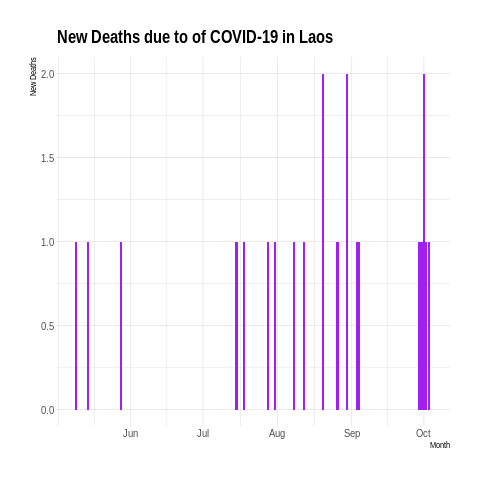 New Deaths due to of COVID-19 in Laos
New Deaths
2.0
1.5
1.0
0.5
0.0
Jun Jul Aug Sep Oct
Month